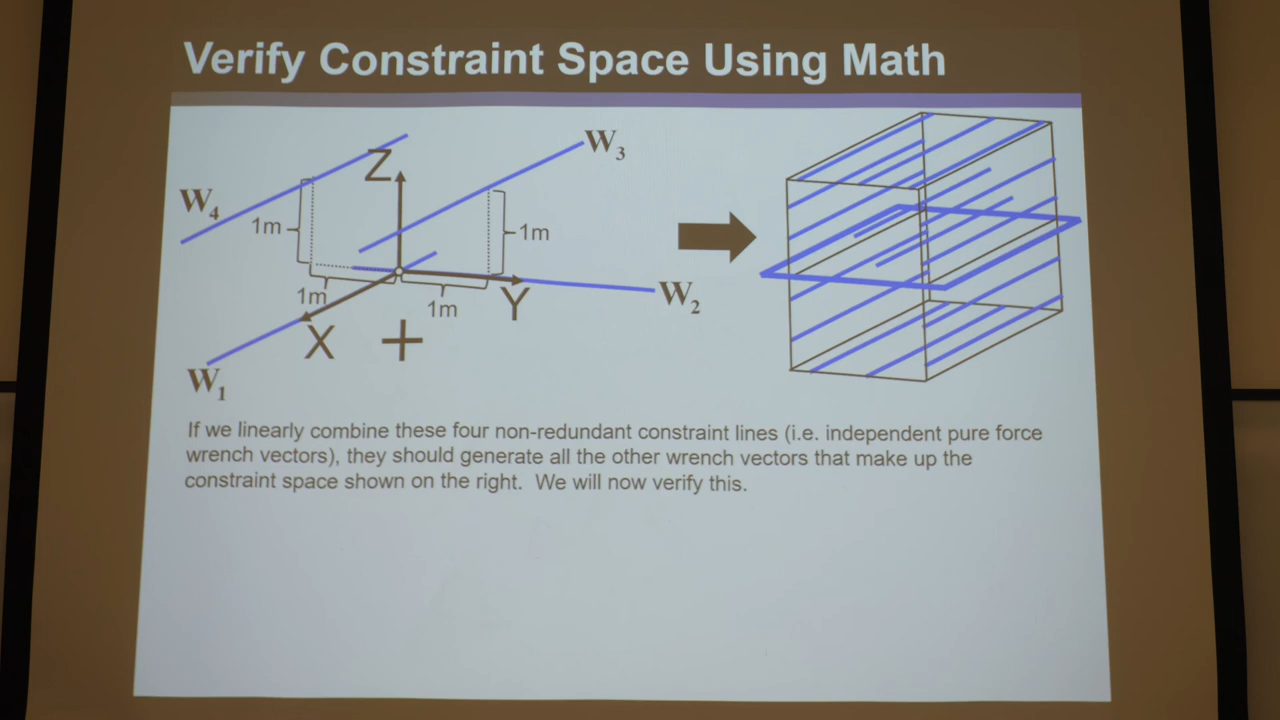 Verify Constraint Space Using Math
W4
Z
W3
1m
1m
1m
1m
Y
W2
X
+
W1
If we linearly combine these four non-redundant constraint lines (i.e. independent pure force
wrench vectors), they should generate all the other wrench vectors that make up the
constraint space shown on the right. We will now verify this.